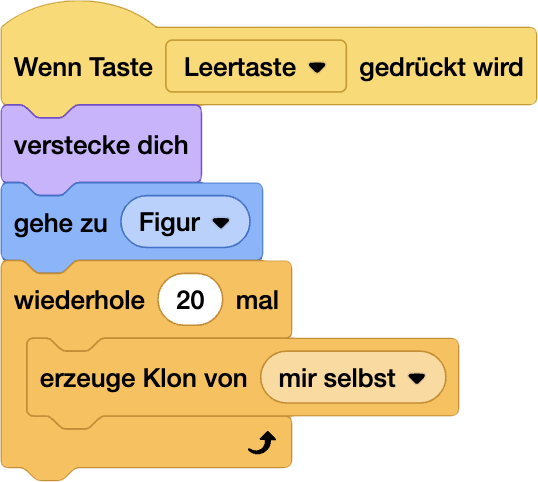 Wenn Taste Leertaste gedrückt wird
verstecke dich
gehe zu Figur
wiederhole 20 mal
erzeuge Klon von mir selbst